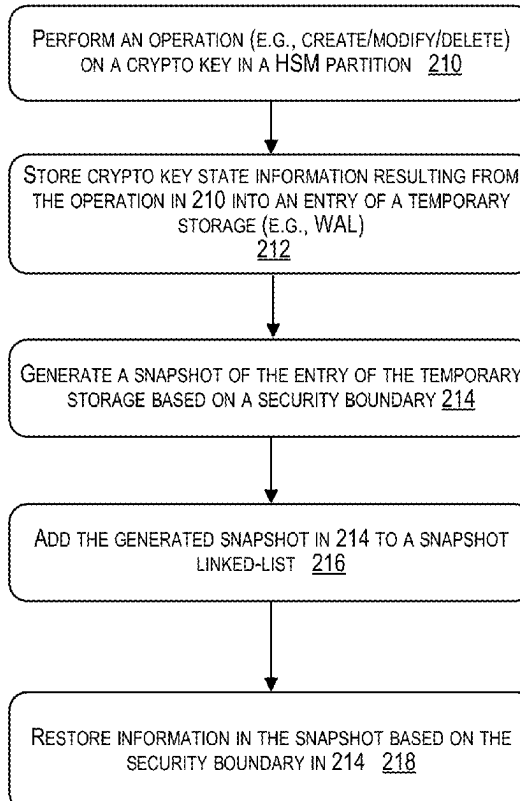 PERFORM AN OPERATION (E.G., CREATE/MODIFY/DELETE)
ON A CRYPTO KEY IN A HSM PARTITION 210
STORE CRYPTO KEY STATE INFORMATION RESULTING FROM
THE OPERATION IN 210 INTO AN ENTRY OF A TEMPORARY
STORAGE (E.G., WAL)
212
GENERATE A SNAPSHOT OF THE ENTRY OF THE TEMPORARY
STORAGE BASED ON A SECURITY BOUNDARY 214
ADD THE GENERATED SNAPSHOT IN 214 TO A SNAPSHOT
LINKED-LIST 216
RESTORE INFORMATION IN THE SNAPSHOT BASED ON THE
SECURITY BOUNDARY IN 214 218